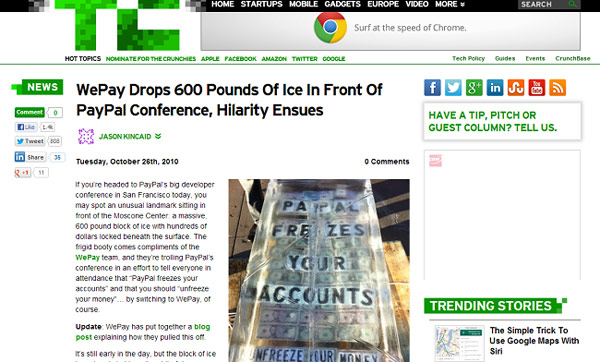 HOME STARTUPS MOBILE GADGETS EUROPE VIDEO MORE SEARCH
TC
Surf at the speed of Chrome.
HOT TOPICS NOMINATE FOR THE CRUNCHIES APPLE FACEBOOK AMAZON TWITTER GOOGLE Tech Policy Guides Events CrunchBase
NEWS
WePay Drops 600 Pounds Of Ice In Front Of
PayPal Conference, Hilarity Ensues
JASON KINCAID
Comment 0
Like 1.4k
Tweet 808
Share 35
+1 11
Tuesday, October 26th, 2010 0 Comments
If you're headed to PayPal's big developer
conference in San Francisco today, you
may spot an unusual landmark sitting in
front of the Moscone Center: a massive,
600 pound block of ice with hundreds of
dollars locked beneath the surface. The
frigid booty comes compliments of the
WePay team, and they're trolling PayPal's
conference in an effort to tell everyone in
attendance that "PayPal freezes your
accounts" and that you should "unfreeze
your money"… by switching to WePay, of
course.
Update: WePay has put together a blog
post explaining how they pulled this off.
It's still early in the day, but the block of ice
PAYPAL
FREEZES
YOUR
ACCOUNTS
UNFREEZE YOUR MONEY
f g+ in You Tube
HAVE A TIP, PITCH OR
GUEST COLUMN? TELL US.
TRENDING STORIES
The Simple Trick To
Use Google Maps With
Siri